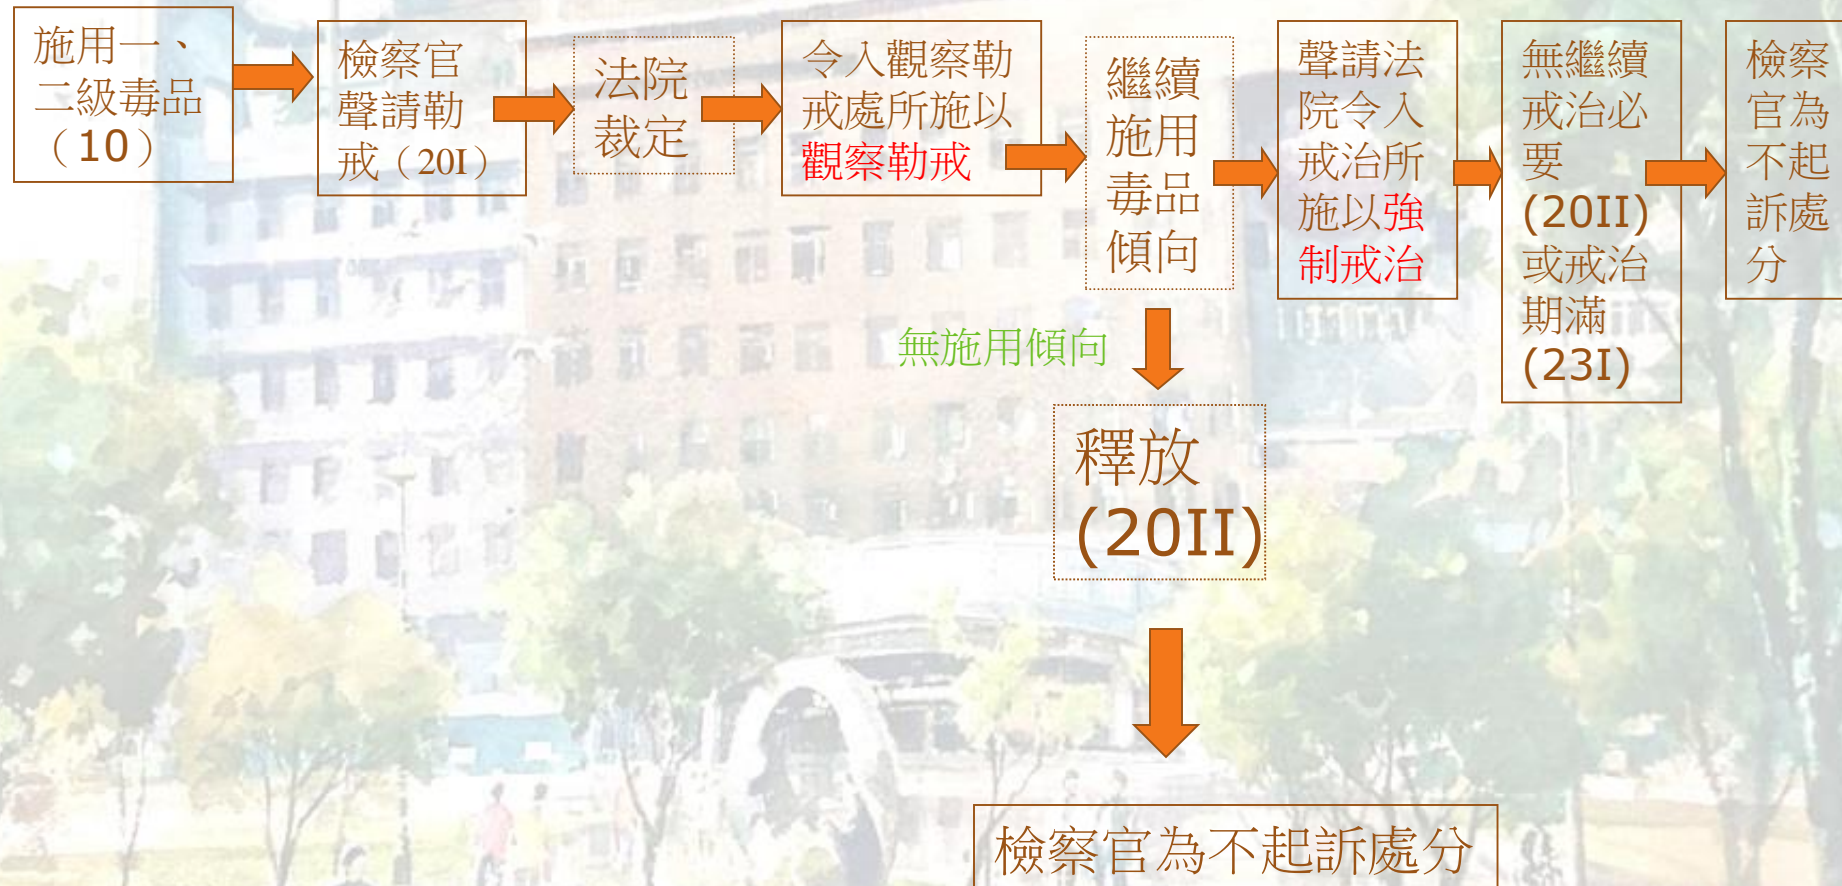 施用一、
二級毒品
（10）
檢察官
聲請勒
戒（20I）
法院
裁定
令入觀察勒
戒處所施以
觀察勒戒
繼續
施用
毒品
傾向
聲請法
院令入
戒治所
施以強
制戒治
無繼續
戒治必
要
(20II)
或戒治
期滿
(23I)
檢察
官為
不起
訴處
分
無施用傾向
釋放
(20II)
檢察官為不起訴處分